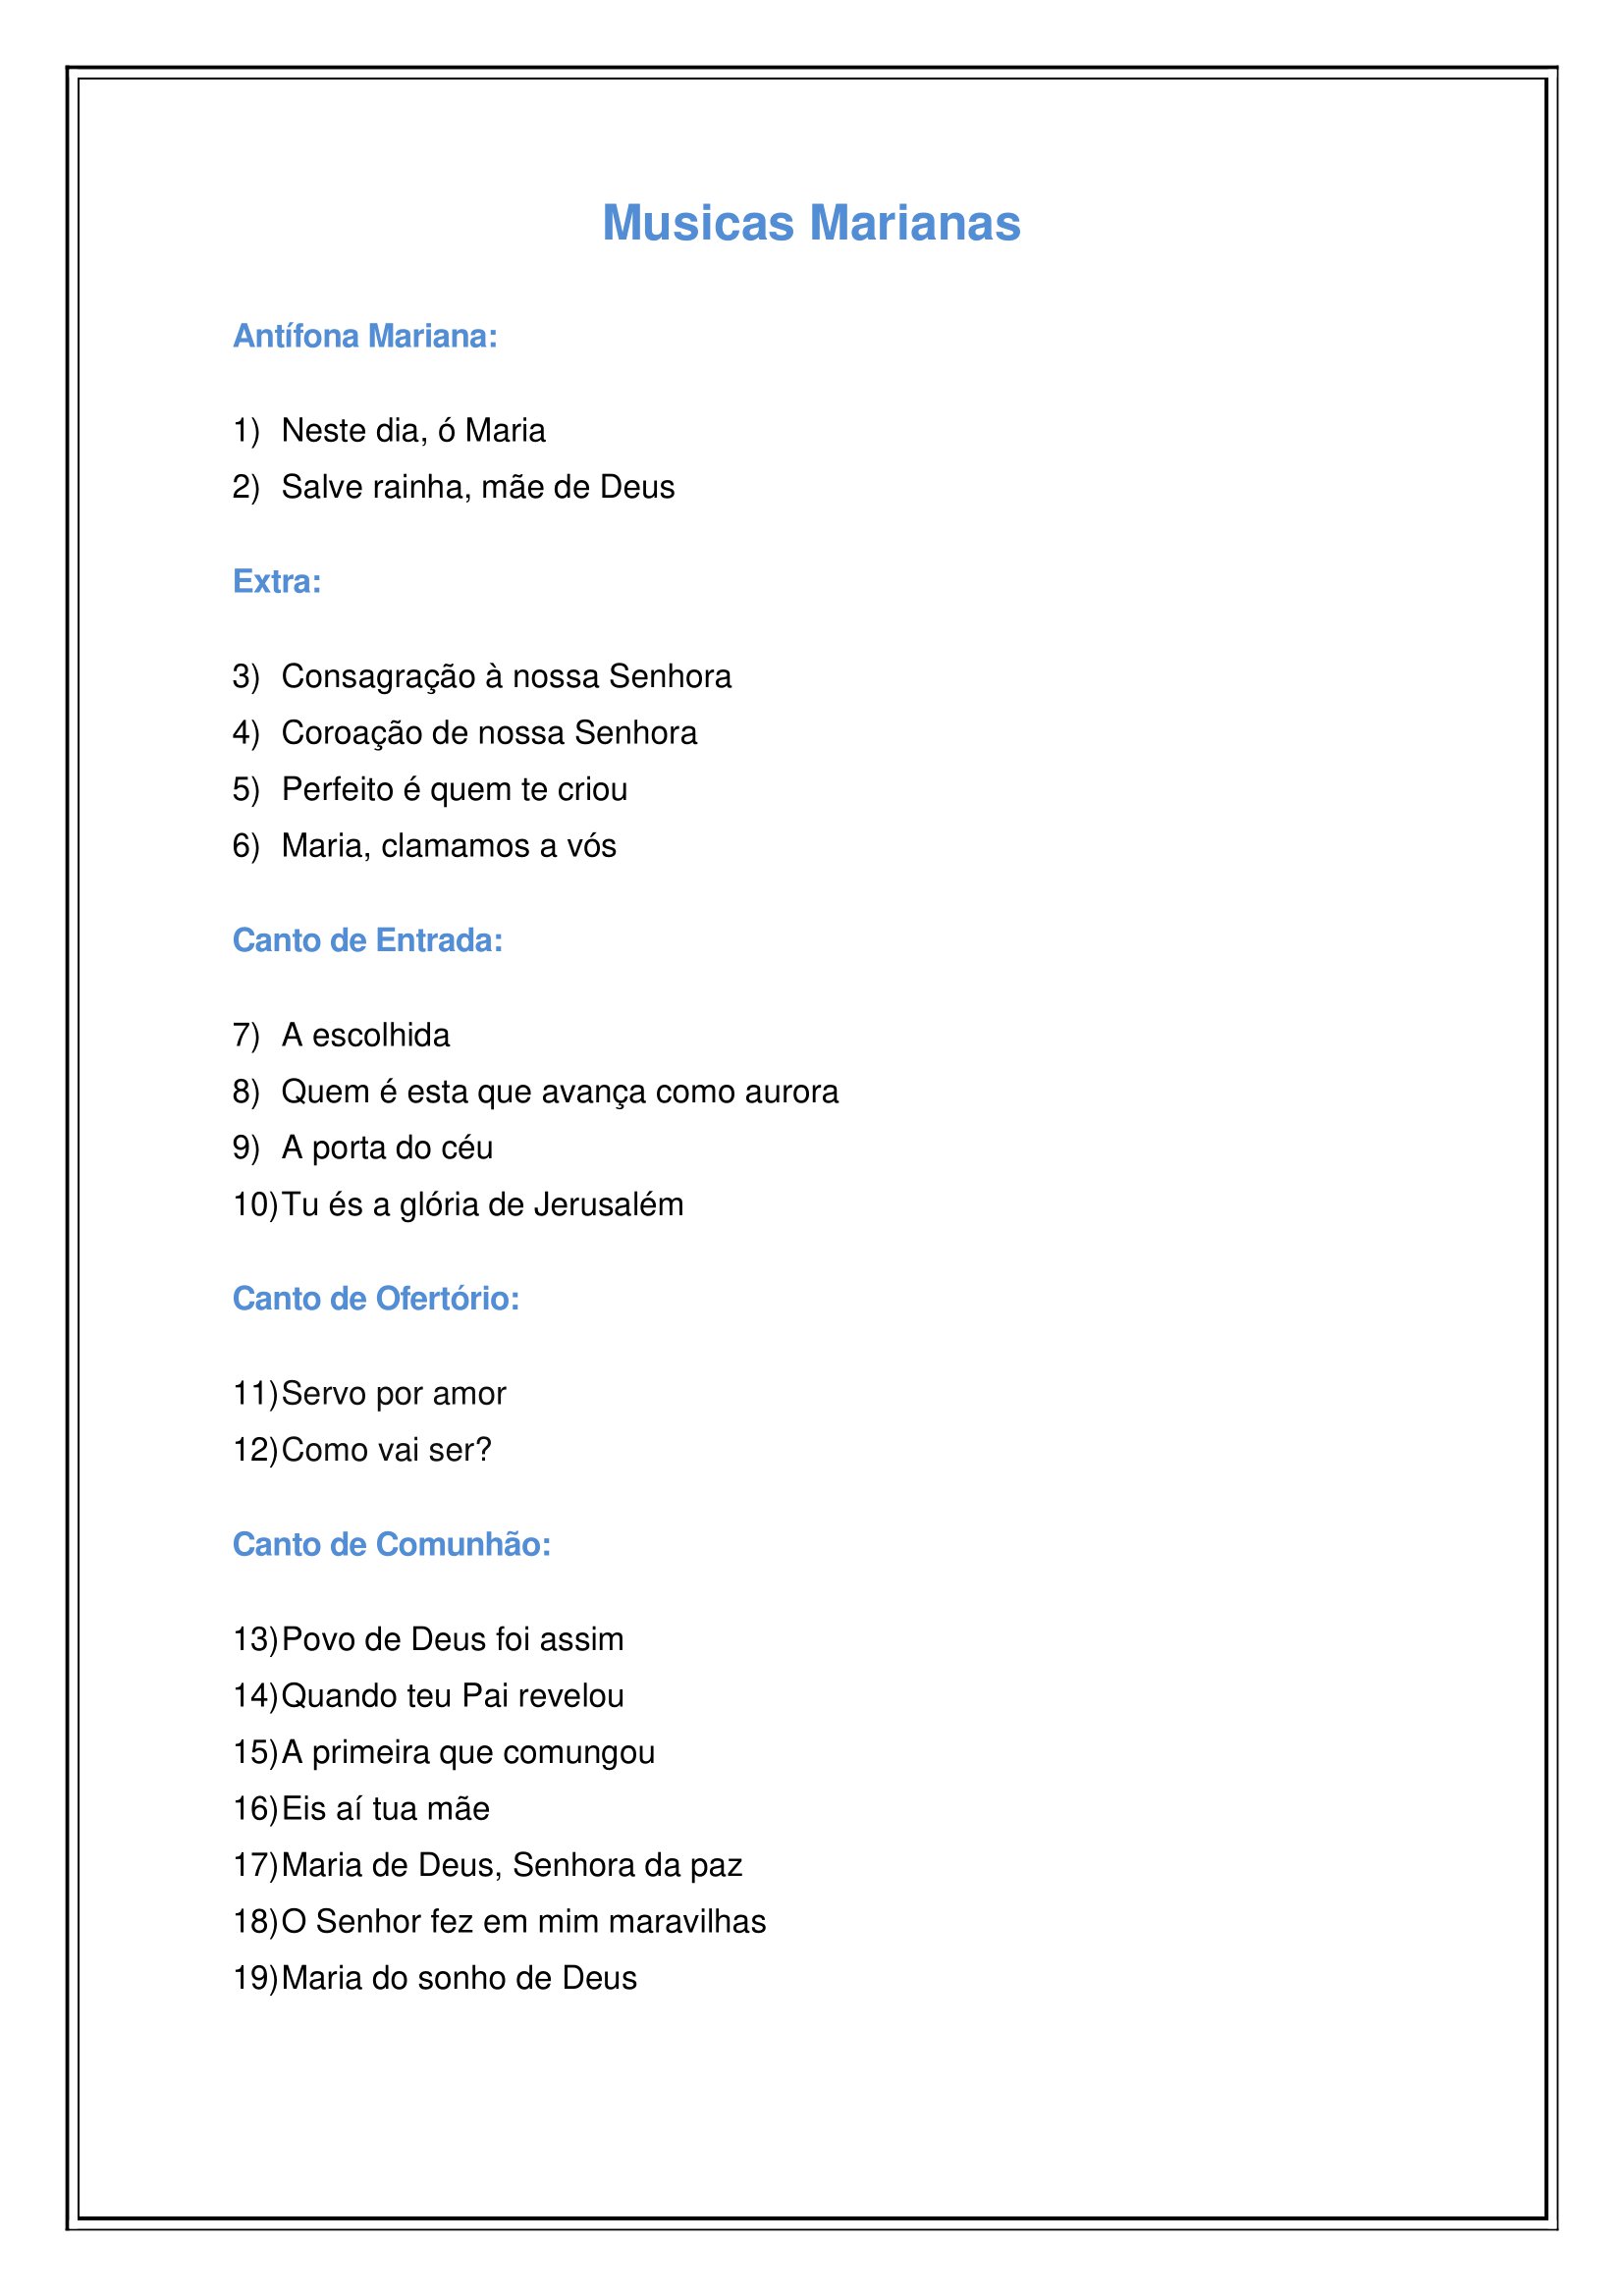 Musicas Marianas
Antífona Mariana:
1) Neste dia, ó Maria
2) Salve rainha, mãe de Deus
Extra:
3) Consagração à nossa Senhora
4) Coroação de nossa Senhora
5) Perfeito é quem te criou
6) Maria, clamamos a vós
Canto de Entrada:
7) A escolhida
8) Quem é esta que avança como aurora
9) A porta do céu
10) Tu és a glória de Jerusalém
Canto de Ofertório:
11) Servo por amor
12) Como vai ser?
Canto de Comunhão:
13) Povo de Deus foi assim
14) Quando teu Pai revelou
15) A primeira que comungou
16) Eis aí tua mãe
17) Maria de Deus, Senhora da paz
18) O Senhor fez em mim maravilhas
19) Maria do sonho de Deus